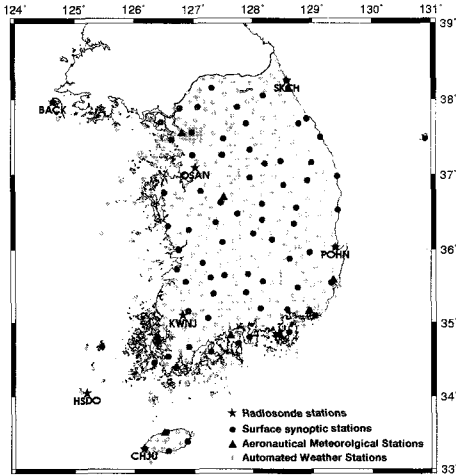 124° 125° 126° 127° 128° 129° 130° 131°
39°
SKCH
38°
BACK
OSAN
37°
36°
POHN
35°
KWNJ
34°
HSDO
Radiosonde stations
Surface synoptic stations
Aeronautical Meteorolgical Stations
Automated Weather Stations
CHJU
33°